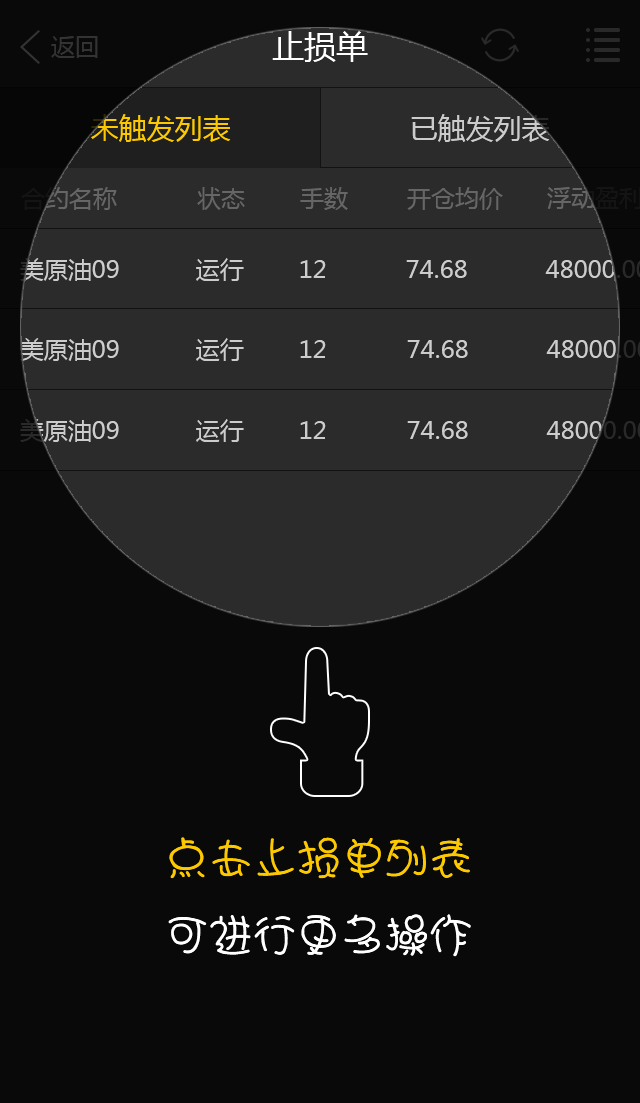 返回 止损单
未触发列表 已触发列表
合约名称 状态 手数 开仓均价 浮动盈利
美原油09 运行 12 74.68 48000.00
美原油09 运行 12 74.68 48000.00
美原油09 运行 12 74.68 48000.00
点击止损单列表
可进行更多操作